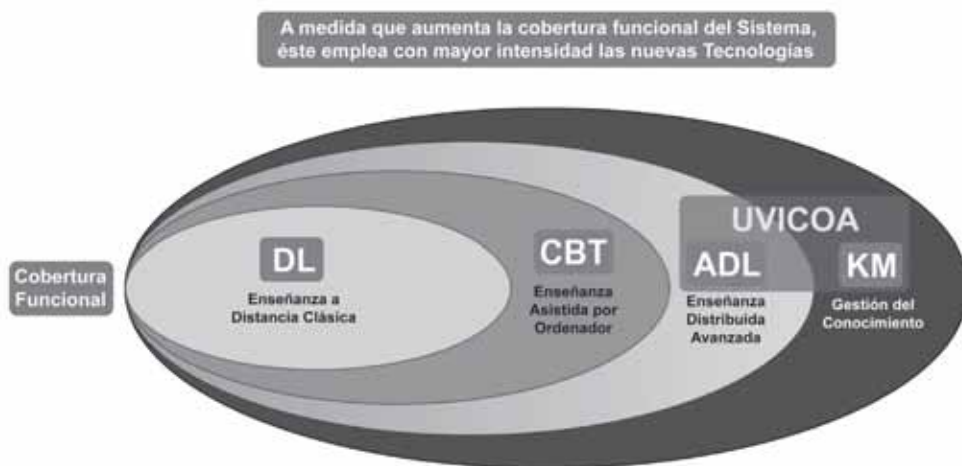 A medida que aumenta la cobertura funcional del Sistema,
éste emplea con mayor intensidad las nuevas Tecnologías
Cobertura
Funcional
DL
Enseñanza a
Distancia Clásica
CBT
Enseñanza
Asistida por
Ordenador
UVICOA
ADL
Enseñanza
Distribuida
Avanzada
KM
Gestión del
Conocimiento